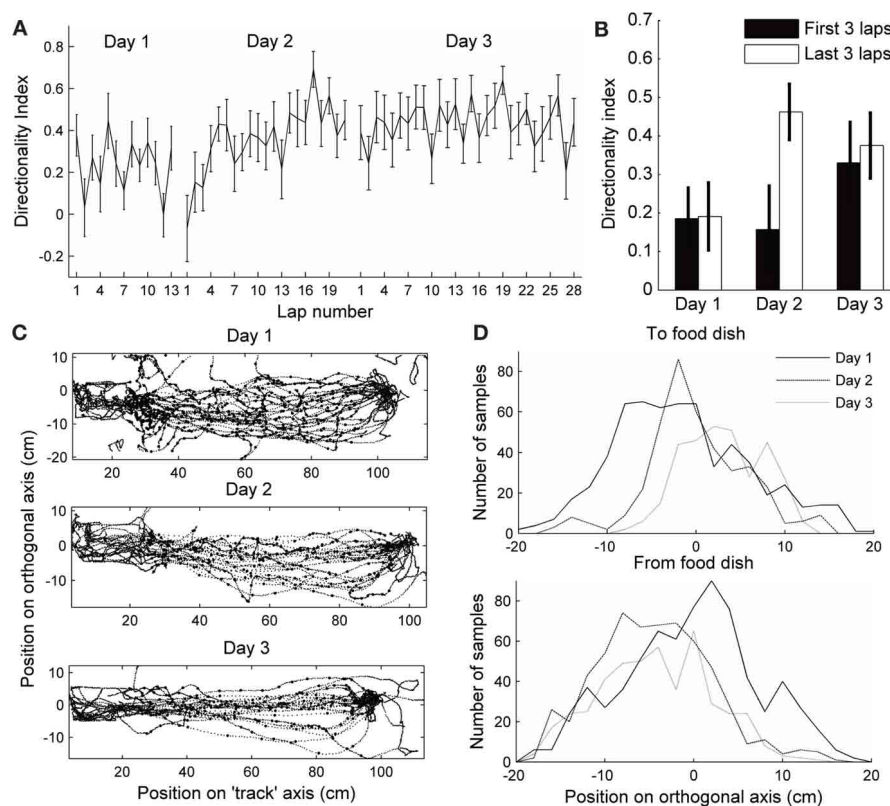 A
Day 1
Day 2
Day 3
Directionality Index
0.8
0.6
0.4
0.2
0
-0.2
1 4 7 10 13 1 4 7 10 13 16 19 1 4 7 10 13 16 19 22 25 28
Lap number
B
First 3 laps
Last 3 laps
Directionality index
0.7
0.6
0.5
0.4
0.3
0.2
0.1
0
Day 1 Day 2 Day 3
C
Day 1
10
0
-10
-20
20 40 60 80 100
Day 2
10
0
-10
20 40 60 80 100
Day 3
10
0
-10
20 40 60 80 100
Position on orthogonal axis (cm)
Position on 'track' axis (cm)
D
To food dish
Day 1
Day 2
Day 3
Number of samples
80
60
40
20
0
-20 -10 0 10 20
From food dish
Number of samples
80
60
40
20
0
-20 -10 0 10 20
Position on orthogonal axis (cm)